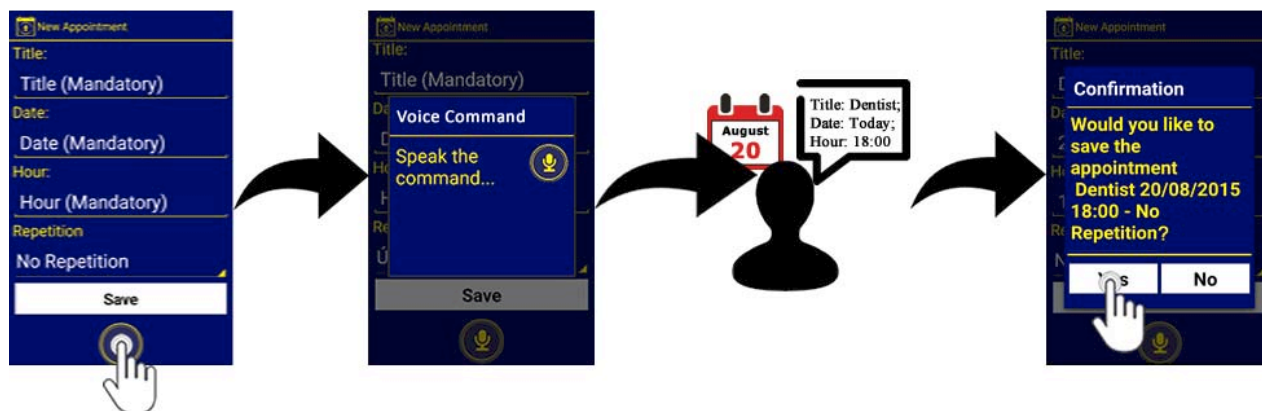 New Appointment
Title:
Title (Mandatory)
Date:
Date (Mandatory)
Hour:
Hour (Mandatory)
Repetition
No Repetition
Save
New Appointment
Title:
Title (Mandatory)
Voice Command
Speak the
command...
Save
August
20
Title: Dentist;
Date: Today;
Hour: 18:00
New Appointment
Title:
Confirmation
Would you like to
save the
appointment
Dentist 20/08/2015
18:00 - No
Repetition?
No